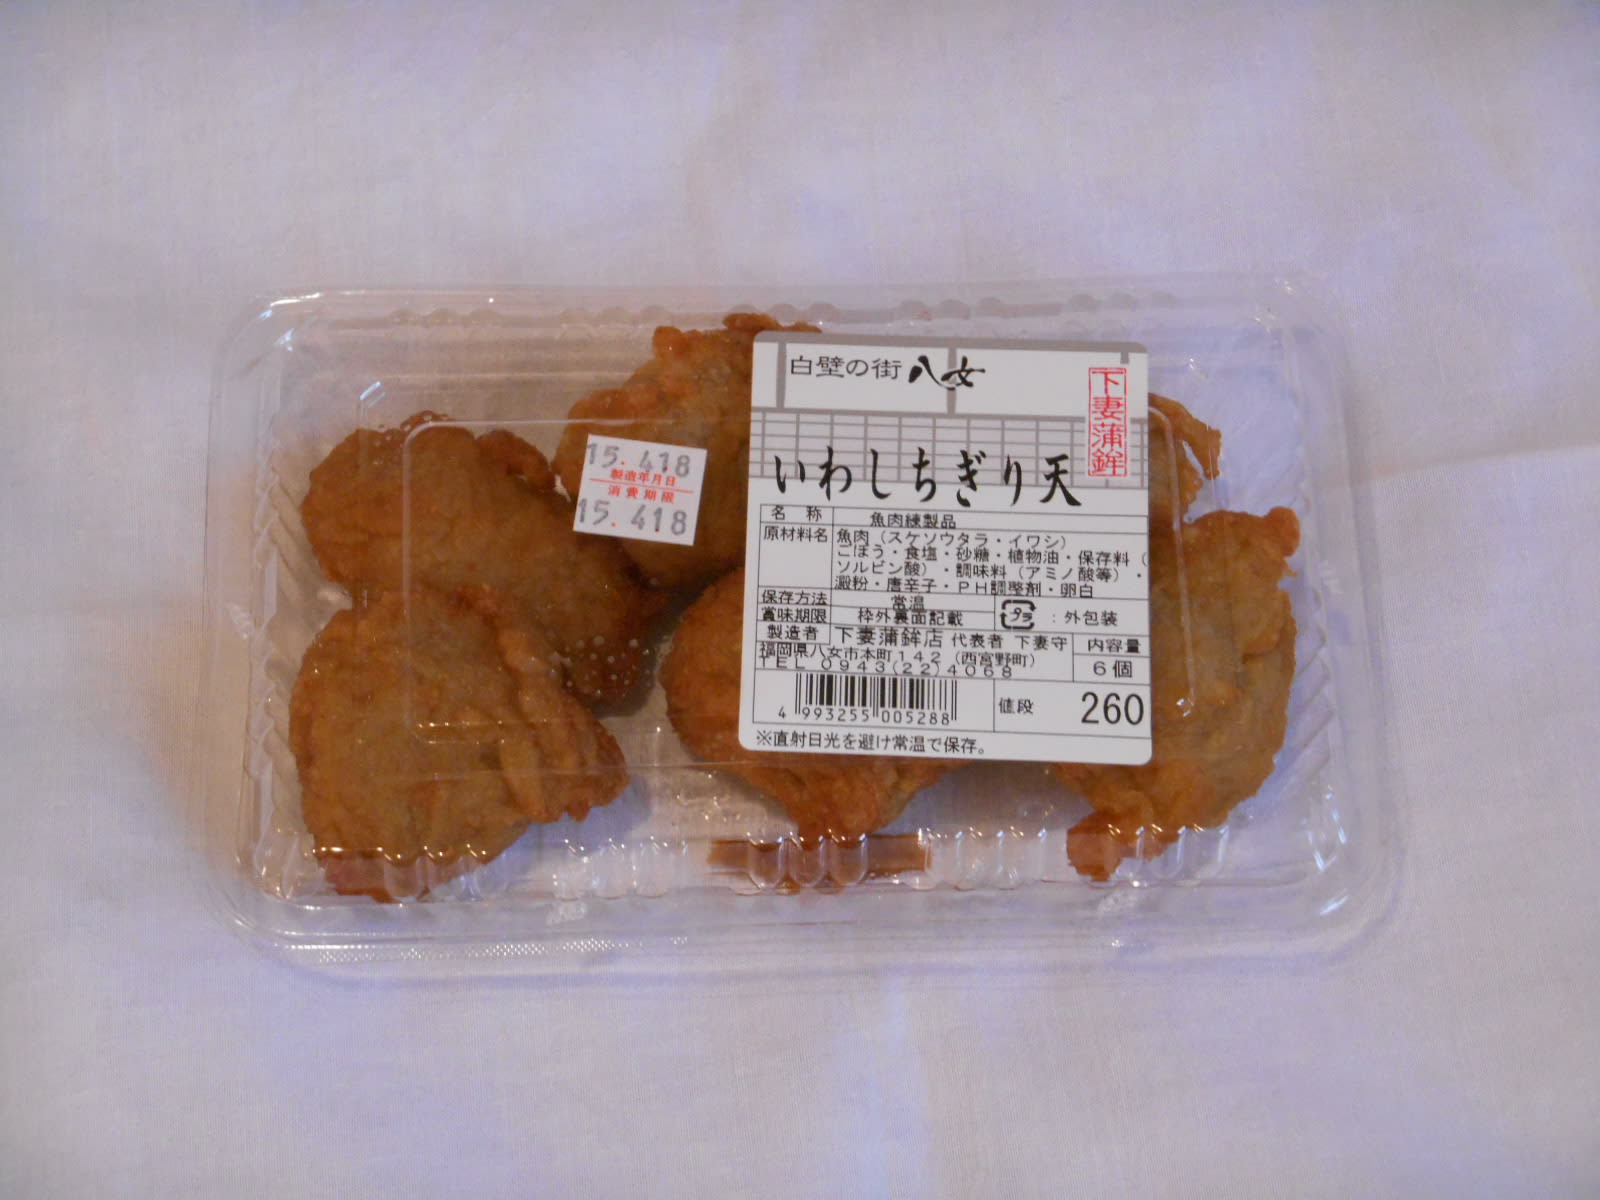 15. 4.18
製造年月日
消費期限
15. 418
白壁の街 八女
下妻蒲鉾
いわしちぎり天
名称 魚肉練製品
原材料名 魚肉（スケソウタラ・イワシ）
ごぼう・食塩・砂糖・植物油・保存料（
ソルビン酸）・調味料（アミノ酸等）・
澱粉・唐辛子・PH調整剤・卵白
保存方法 常温
賞味期限 枠外裏面記載
プラ : 外包装
製造者 下妻蒲鉾店 代表者 下妻守
福岡県八女市本町142（西宮野町）
TEL 0943(22)4068
内容量
6個
4 993255 005288
値段 260
※直射日光を避け常温で保存。